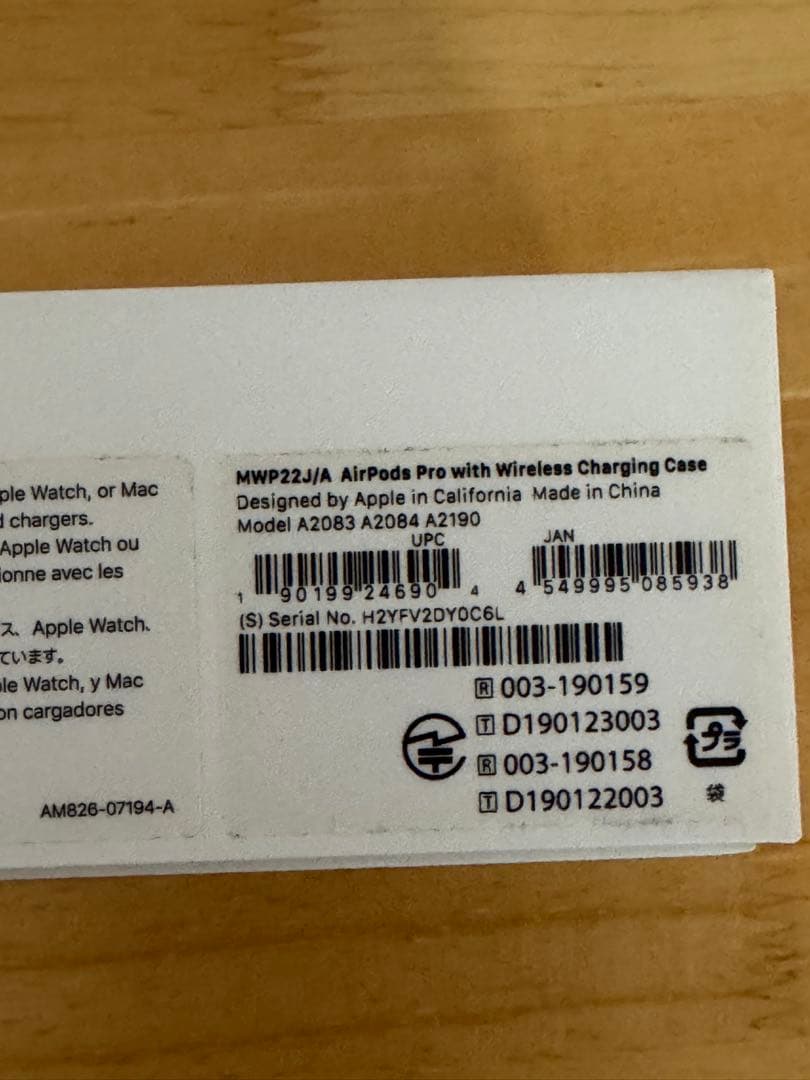 ple Watch, or Mac
d chargers.
Apple Watch ou
ionne avec les
ス、Apple Watch、
ています。
ple Watch, y Mac
on cargadores
AM826-07194-A
MWP22J/A AirPods Pro with Wireless Charging Case
Designed by Apple in California Made in China
Model A2083 A2084 A2190
UPC JAN
1 90199 24690 4 4 549995 085938
(S) Serial No. H2YFV2DY0C6L
R 003-190159
T D190123003
R 003-190158
T D190122003
プラ
袋